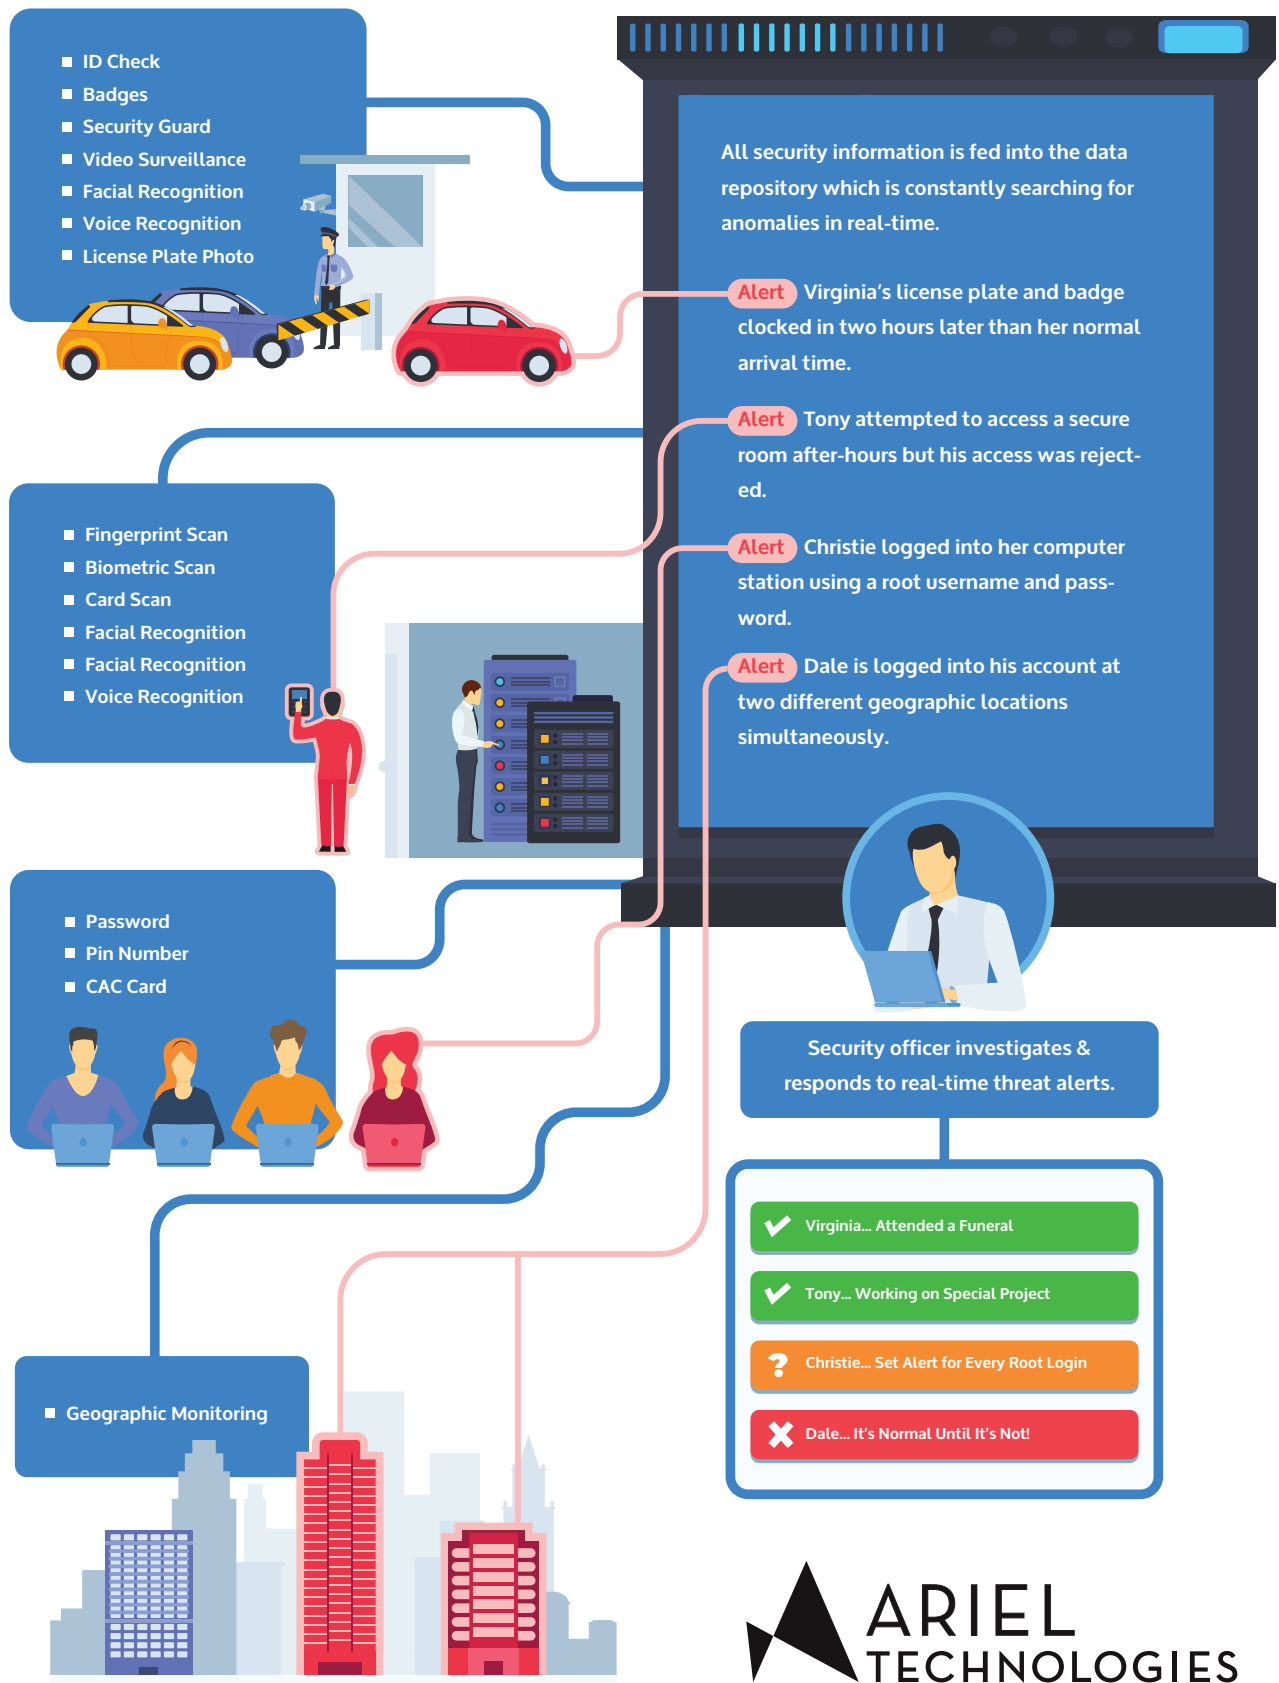 ID Check
Badges
Security Guard
Video Surveillance
Facial Recognition
Voice Recognition
License Plate Photo
All security information is fed into the data
repository which is constantly searching for
anomalies in real-time.
Alert Virginia’s license plate and badge
clocked in two hours later than her normal
arrival time.
Alert Tony attempted to access a secure
room after-hours but his access was reject-
ed.
Alert Christie logged into her computer
station using a root username and pass-
word.
Alert Dale is logged into his account at
two different geographic locations
simultaneously.
Fingerprint Scan
Biometric Scan
Card Scan
Facial Recognition
Facial Recognition
Voice Recognition
Password
Pin Number
CAC Card
Geographic Monitoring
Security officer investigates &
responds to real-time threat alerts.
Virginia... Attended a Funeral
Tony... Working on Special Project
Christie... Set Alert for Every Root Login
Dale... It’s Normal Until It’s Not!
ARIEL
TECHNOLOGIES